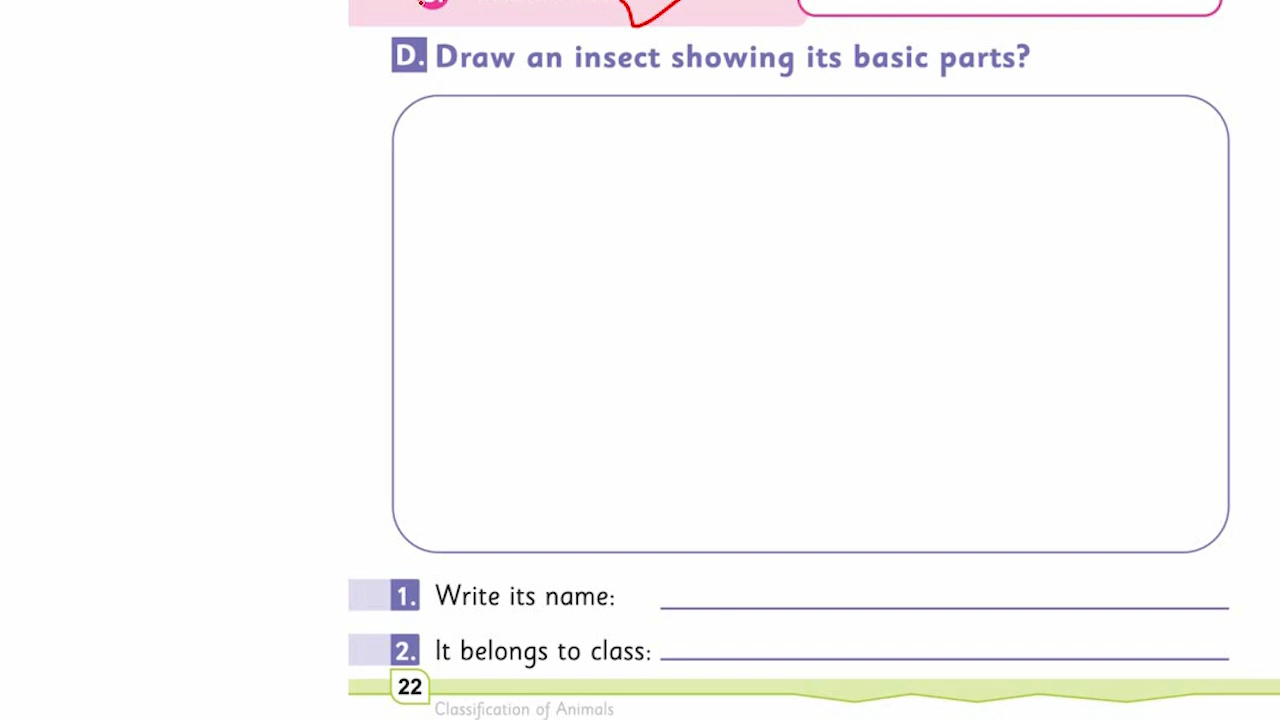 D. Draw an insect showing its basic parts?
1. Write its name:
2. It belongs to class:
22
Classification of Animals